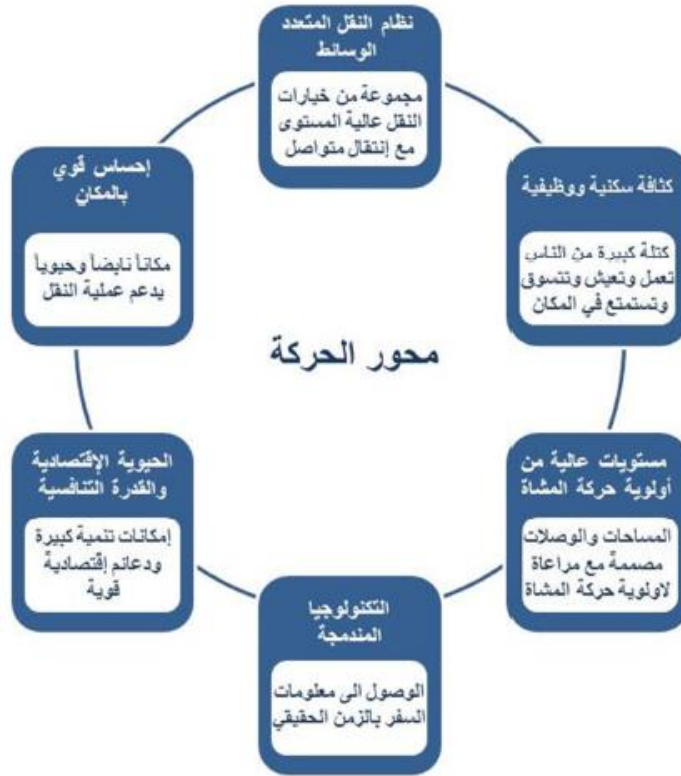 نظام النقل المتعدد
الوسائط
مجموعة من خيارات
النقل عالية المستوى
مع إنتقال متواصل
كثافة سكنية ووظيفية
كتلة كبيرة من الناس
تعمل وتعيش وتتسوق
وتستمتع في المكان
مستويات عالية من
أولوية حركة المشاة
المساحات والوصلات
مصممة مع مراعاة
لاولوية حركة المشاة
التكنولوجيا
المندمجة
الوصول الى معلومات
السفر بالزمن الحقيقي
الحيوية الإقتصادية
والقدرة التنافسية
إمكانات تنمية كبيرة
ودعائم إقتصادية
قوية
إحساس قوي
بالمكان
مكاناً نابضاً وحيوياً
يدعم عملية النقل
محور الحركة